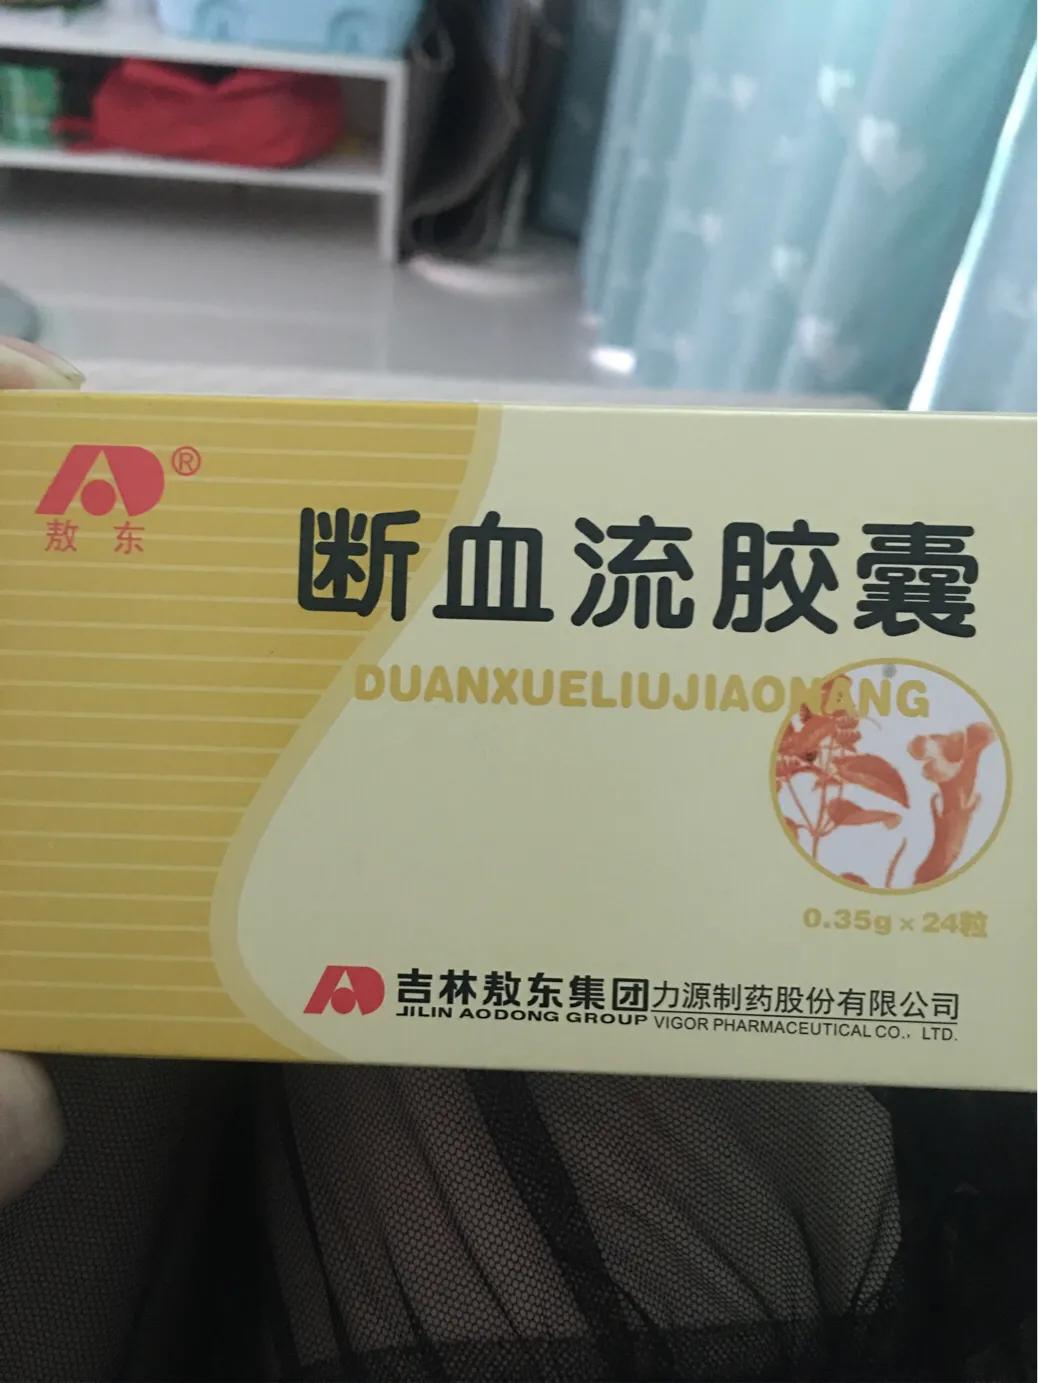 ®
敖东
断血流胶囊
DUANXUELIUJIAONANG
0.35g×24粒
吉林敖东集团力源制药股份有限公司
JILIN AODONG GROUP VIGOR PHARMACEUTICAL CO., LTD.